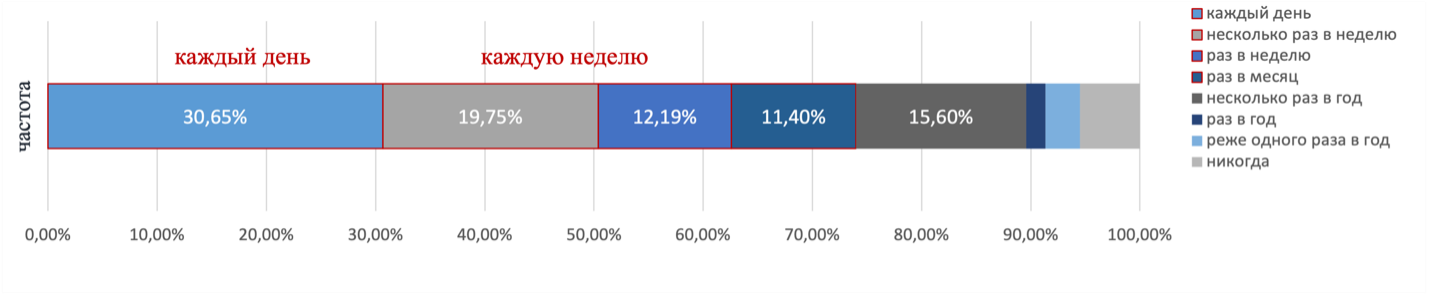 каждый день
каждую неделю
частота
30,65%
19,75%
12,19%
11,40%
15,60%
0,00%
10,00%
20,00%
30,00%
40,00%
50,00%
60,00%
70,00%
80,00%
90,00%
100,00%
каждый день
несколько раз в неделю
раз в неделю
раз в месяц
несколько раз в год
раз в год
реже одного раза в год
никогда